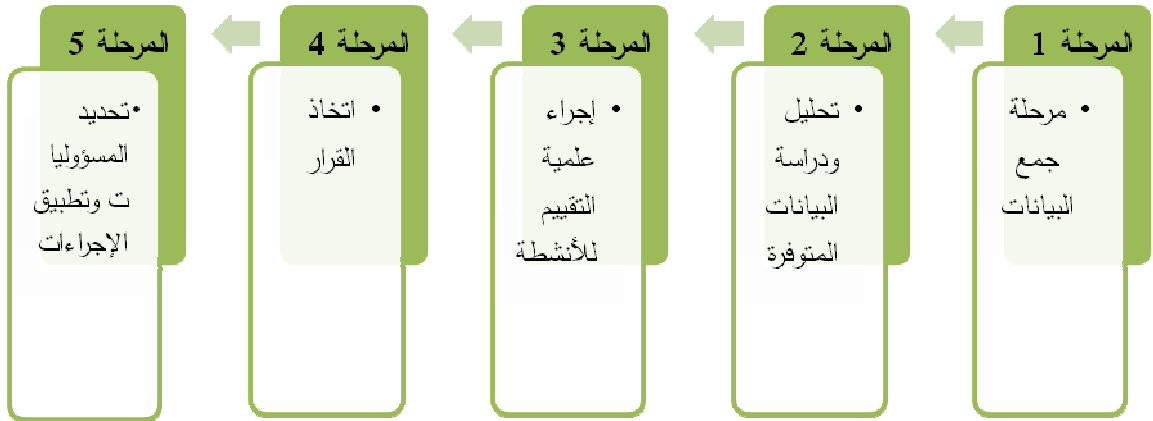 المرحلة 1
• مرحلة
جمع
البيانات
المرحلة 2
• تحليل
ودراسة
البيانات
المتوفرة
المرحلة 3
• إجراء
علمية
التقييم
للأنشطة
المرحلة 4
• اتخاذ
القرار
المرحلة 5
•تحديد
المسؤوليا
ت وتطبيق
الإجراءات